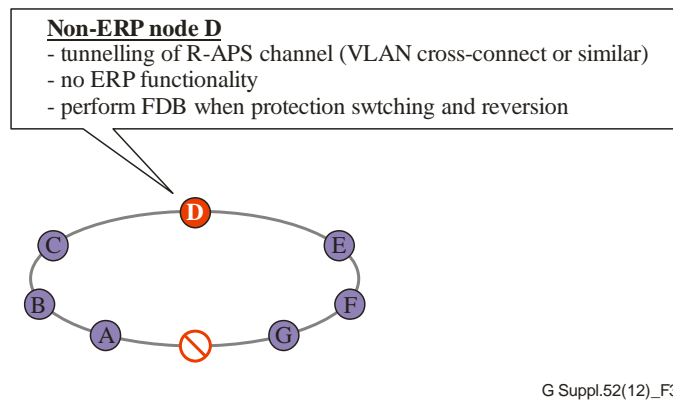 Non-ERP node D
- tunnelling of R-APS channel (VLAN cross-connect or similar)
- no ERP functionality
- perform FDB when protection swtching and reversion
D
C
E
B
F
A
G
G Suppl.52(12)_F3